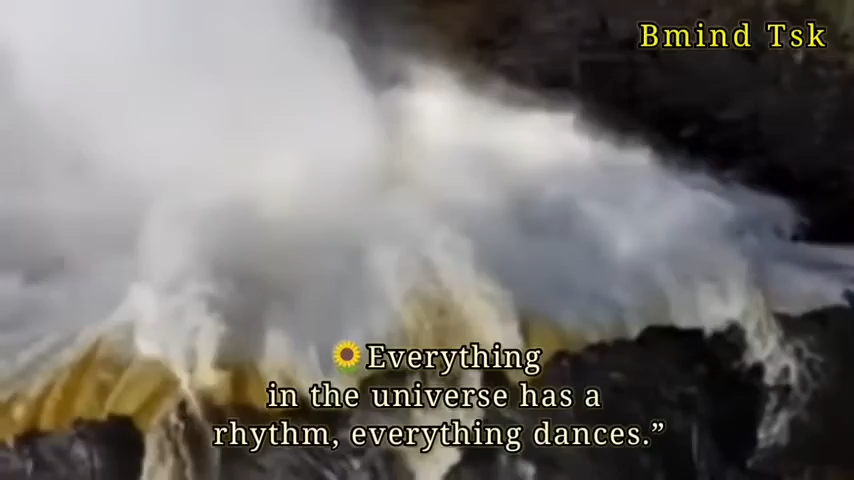 Bmind Tsk
🌻Everything
in the universe has a
rhythm, everything dances.”